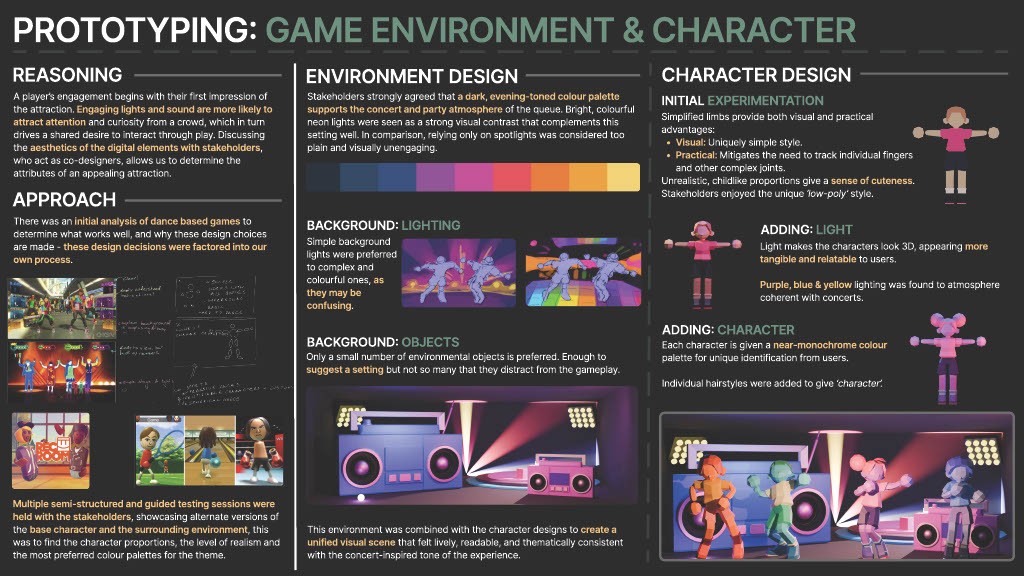 PROTOTYPING: GAME ENVIRONMENT & CHARACTER
REASONING
A player's engagement begins with their first impression of
the attraction. Engaging lights and sound are more likely to
attract attention and curiosity from a crowd, which in turn
drives a shared desire to interact through play. Discussing
the aesthetics of the digital elements with stakeholders,
who act as co-designers, allows us to determine the
attributes of an appealing attraction.
APPROACH
There was an initial analysis of dance based games to
determine what works well, and why these design choices
are made - these design decisions were factored into our
own process.
Multiple semi-structured and guided testing sessions were
held with the stakeholders, showcasing alternate versions of
the base character and the surrounding environment, this
was to find the character proportions, the level of realism and
the most preferred colour palettes for the theme.
ENVIRONMENT DESIGN
Stakeholders strongly agreed that a dark, evening-toned colour palette
supports the concert and party atmosphere of the queue. Bright, colourful
neon lights were seen as a strong visual contrast that complements this
setting well. In comparison, relying only on spotlights was considered too
plain and visually unengaging.
BACKGROUND: LIGHTING
Simple background
lights were preferred
to complex and
colourful ones, as
they may be
confusing.
BACKGROUND: OBJECTS
Only a small number of environmental objects is preferred. Enough to
suggest a setting but not so many that they distract from the gameplay.
This environment was combined with the character designs to create a
unified visual scene that felt lively, readable, and thematically consistent
with the concert-inspired tone of the experience.
CHARACTER DESIGN
INITIAL EXPERIMENTATION
Simplified limbs provide both visual and practical
advantages:
• Visual: Uniquely simple style.
• Practical: Mitigates the need to track individual fingers
and other complex joints.
Unrealistic, childlike proportions give a sense of cuteness.
Stakeholders enjoyed the unique 'low-poly' style.
ADDING: LIGHT
Light makes the characters look 3D, appearing more
tangible and relatable to users.
Purple, blue & yellow lighting was found to atmosphere
coherent with concerts.
ADDING: CHARACTER
Each character is given a near-monochrome colour
palette for unique identification from users.
Individual hairstyles were added to give 'character'.